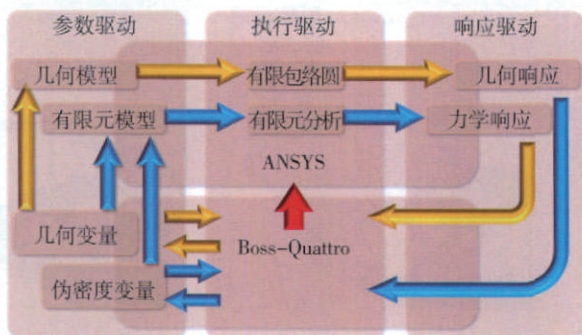 参数驱动 执行驱动 响应驱动
几何模型 有限包络圆 几何响应
有限元模型 有限元分析 力学响应
ANSYS
几何变量 Boss-Quattro
伪密度变量